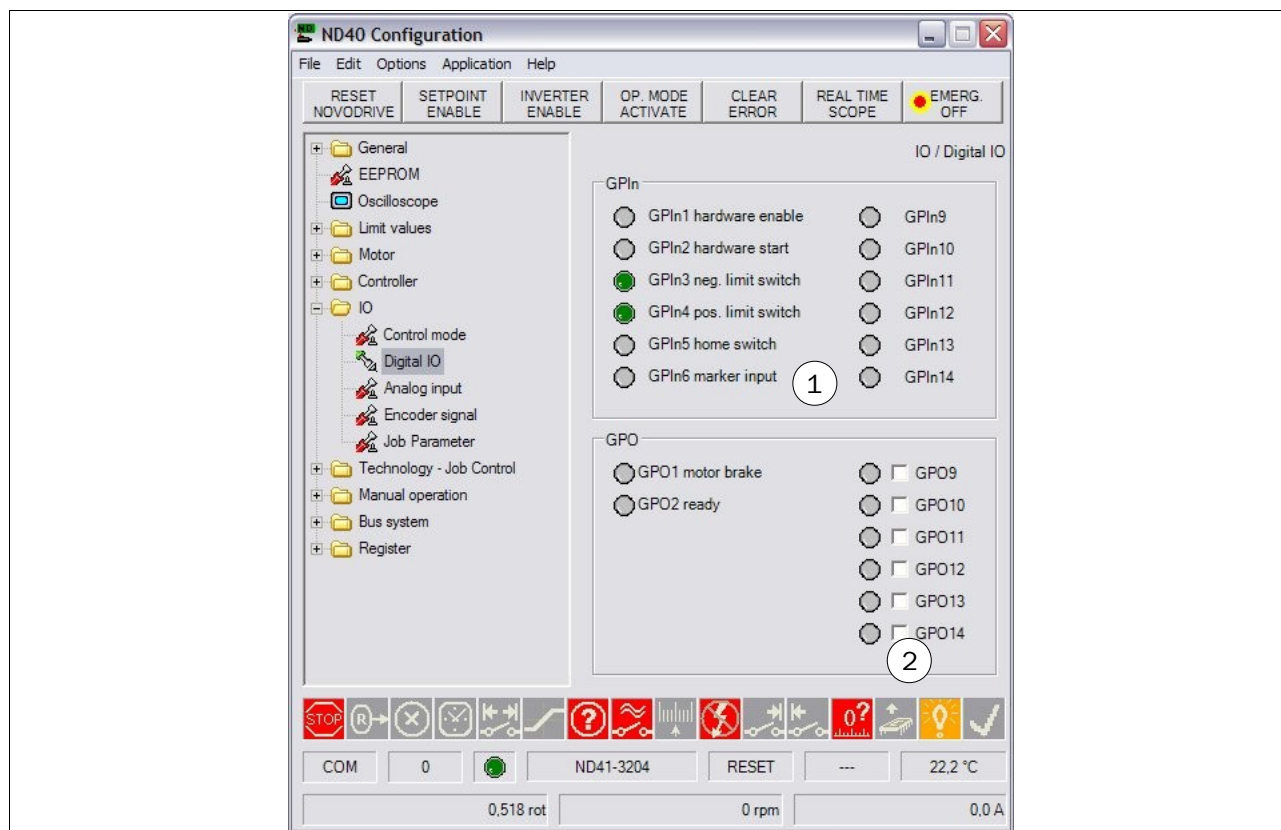 ND40 Configuration
File Edit Options Application Help
RESET NOVODRIVE
SETPOINT ENABLE
INVERTER ENABLE
OP. MODE ACTIVATE
CLEAR ERROR
REAL TIME SCOPE
EMERG. OFF
General
EEPROM
Oscilloscope
Limit values
Motor
Controller
IO
Control mode
Digital IO
Analog input
Encoder signal
Job Parameter
Technology - Job Control
Manual operation
Bus system
Register
IO / Digital IO
GPIn
GPIn1 hardware enable
GPIn2 hardware start
GPIn3 neg. limit switch
GPIn4 pos. limit switch
GPIn5 home switch
GPIn6 marker input
1
GPIn9
GPIn10
GPIn11
GPIn12
GPIn13
GPIn14
GPO
GPO1 motor brake
GPO2 ready
GPO9
GPO10
GPO11
GPO12
GPO13
GPO14
2
STOP
R
?
0?
COM 0 ND41-3204 RESET --- 22,2 °C
0,518 rot 0 rpm 0,0 A